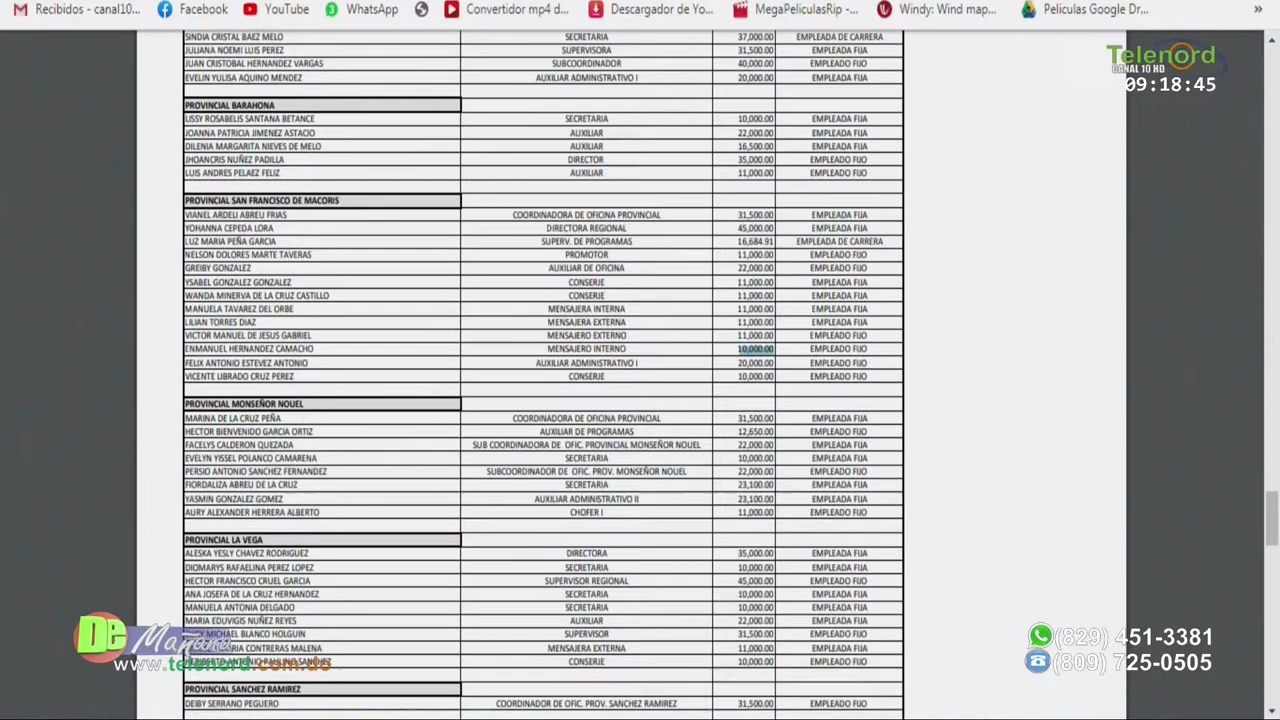 Recibidos - canal10...
Facebook
YouTube
WhatsApp
Convertidor mp4 d...
Descargador de Yo...
MegaPeliculasRip -...
Windy: Wind map...
Peliculas Google Dr...
»
Telenord
CANAL 10 HD
09:18:45
SINDIA CRISTAL BAEZ MELO SECRETARIA 37,000.00 EMPLEADA DE CARRERA
JULIANA NOEMI LUIS PEREZ SUPERVISORA 31,500.00 EMPLEADA FIJA
JUAN CRISTOBAL HERNANDEZ VARGAS SUBCOORDINADOR 40,000.00 EMPLEADO FIJO
EVELIN YULISA AQUINO MENDEZ AUXILIAR ADMINISTRATIVO I 20,000.00 EMPLEADA FIJA
PROVINCIAL BARAHONA
LISSY ROSABELIS SANTANA BETANCE SECRETARIA 10,000.00 EMPLEADA FIJA
JOANNA PATRICIA JIMENEZ ASTACIO AUXILIAR 22,000.00 EMPLEADA FIJA
DILENIA MARGARITA NIEVES DE MELO AUXILIAR 16,500.00 EMPLEADA FIJA
JHOANCRIS NUÑEZ PADILLA DIRECTOR 35,000.00 EMPLEADO FIJO
LUIS ANDRES PELAEZ FELIZ AUXILIAR 11,000.00 EMPLEADO FIJO
PROVINCIAL SAN FRANCISCO DE MACORIS
VIANEL ARDELI ABREU FRIAS COORDINADORA DE OFICINA PROVINCIAL 31,500.00 EMPLEADA FIJA
YOHANNA CEPEDA LORA DIRECTORA REGIONAL 45,000.00 EMPLEADA FIJA
LUZ MARIA PEÑA GARCIA SUPERV. DE PROGRAMAS 16,684.91 EMPLEADA DE CARRERA
NELSON DOLORES MARTE TAVERAS PROMOTOR 11,000.00 EMPLEADO FIJO
GREIBY GONZALEZ AUXILIAR DE OFICINA 22,000.00 EMPLEADO FIJO
YSABEL GONZALEZ GONZALEZ CONSERJE 11,000.00 EMPLEADA FIJA
WANDA MINERVA DE LA CRUZ CASTILLO CONSERJE 11,000.00 EMPLEADA FIJA
MANUELA TAVAREZ DEL ORBE MENSAJERA INTERNA 11,000.00 EMPLEADA FIJA
LILIAN TORRES DIAZ MENSAJERA EXTERNA 11,000.00 EMPLEADA FIJA
VICTOR MANUEL DE JESUS GABRIEL MENSAJERO EXTERNO 11,000.00 EMPLEADO FIJO
ENMANUEL HERNANDEZ CAMACHO MENSAJERO INTERNO 10,000.00 EMPLEADO FIJO
FELIX ANTONIO ESTEVEZ ANTONIO AUXILIAR ADMINISTRATIVO I 20,000.00 EMPLEADO FIJO
VICENTE LIBRADO CRUZ PEREZ CONSERJE 10,000.00 EMPLEADO FIJO
PROVINCIAL MONSEÑOR NOUEL
MARINA DE LA CRUZ PEÑA COORDINADORA DE OFICINA PROVINCIAL 31,500.00 EMPLEADA FIJA
HECTOR BIENVENIDO GARCIA ORTIZ AUXILIAR DE PROGRAMAS 12,650.00 EMPLEADO FIJO
FACELYS CALDERON QUEZADA SUB COORDINADORA DE OFIC. PROVINCIAL MONSEÑOR NOUEL 22,000.00 EMPLEADA FIJA
EVELYN YISSEL POLANCO CAMARENA SECRETARIA 10,000.00 EMPLEADA FIJA
PERSIO ANTONIO SANCHEZ FERNANDEZ SUBCOORDINADOR DE OFIC. PROV. MONSEÑOR NOUEL 22,000.00 EMPLEADO FIJO
FIORDALIZA ABREU DE LA CRUZ SECRETARIA 23,100.00 EMPLEADA FIJA
YASMIN GONZALEZ GOMEZ AUXILIAR ADMINISTRATIVO II 23,100.00 EMPLEADA FIJA
AURY ALEXANDER HERRERA ALBERTO CHOFER I 11,000.00 EMPLEADO FIJO
PROVINCIAL LA VEGA
ALESKA YESLY CHAVEZ RODRIGUEZ DIRECTORA 35,000.00 EMPLEADA FIJA
DIOMARYS RAFAELINA PEREZ LOPEZ SECRETARIA 10,000.00 EMPLEADA FIJA
HECTOR FRANCISCO CRUEL GARCIA SUPERVISOR REGIONAL 45,000.00 EMPLEADO FIJO
ANA JOSEFA DE LA CRUZ HERNANDEZ SECRETARIA 10,000.00 EMPLEADA FIJA
MANUELA ANTONIA DELGADO SECRETARIA 10,000.00 EMPLEADA FIJA
MARIA EDUVIGIS NUÑEZ REYES AUXILIAR 22,000.00 EMPLEADA FIJA
MICHAEL BLANCO HOLGUIN SUPERVISOR 31,500.00 EMPLEADO FIJO
CONTRERAS MALENA MENSAJERA EXTERNA 11,000.00 EMPLEADA FIJA
HERIBERTO ANTONIO PAULINO SANCHEZ CONSERJE 10,000.00 EMPLEADO FIJO
PROVINCIAL SANCHEZ RAMIREZ
DEIBY SERRANO PEGUERO COORDINADOR DE OFIC. PROV. SANCHEZ RAMIREZ 31,500.00 EMPLEADO FIJO
De Mañana
www.telenord.com.do
(829) 451-3381
(809) 725-0505